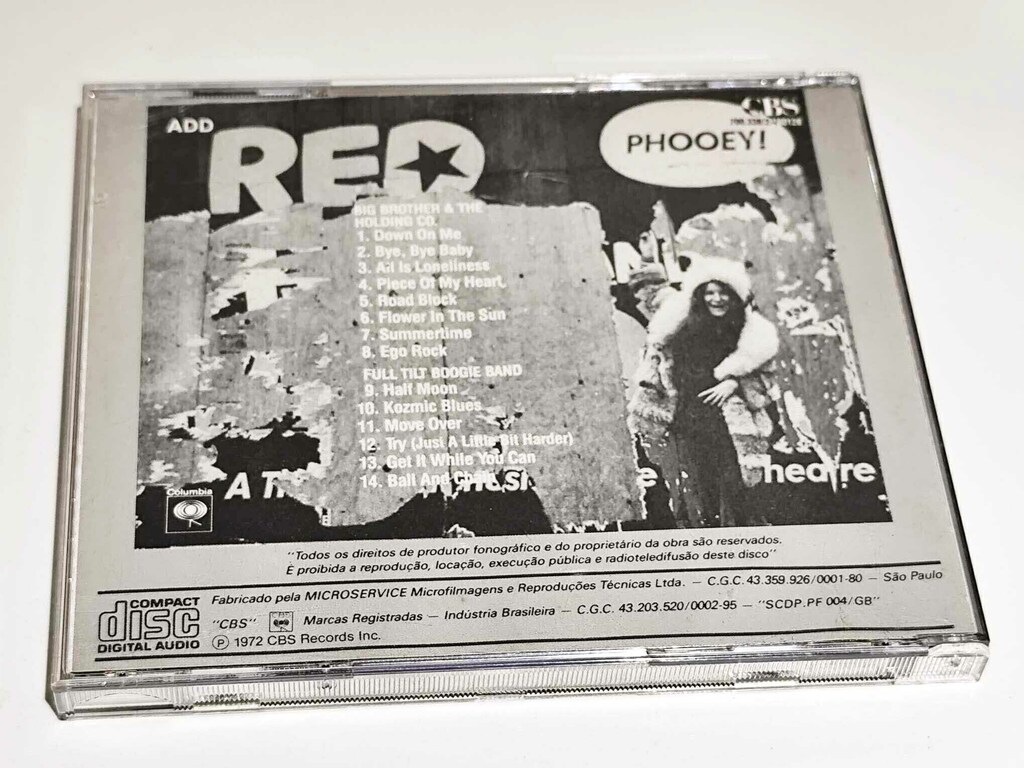 ADD
RED
PHOOEY!
CBS
BIG BROTHER & THE
HOLDING CO.
1. Down On Me
2. Bye, Bye Baby
3. All Is Loneliness
4. Piece Of My Heart,
5. Road Block
6. Flower In The Sun
7. Summertime
8. Ego Rock
FULL TILT BOOGIE BAND
9. Half Moon
10. Kozmic Blues
11. Move Over
12. Try (Just A Little Bit Harder)
13. Get It While You Can
14. Ball And Chain
Columbia
A
heatre
"Todos os direitos de produtor fonográfico e do proprietário da obra são reservados.
É proibida a reprodução, locação, execução pública e radioteledifusão deste disco"
COMPACT
disc
DIGITAL AUDIO
Fabricado pela MICROSERVICE Microfilmagens e Reproduções Técnicas Ltda. — C.G.C. 43.359.926/0001-80 — São Paulo
"CBS" Marcas Registradas — Indústria Brasileira — C.G.C. 43.203.520/0002-95 — "SCDP.PF 004/GB"
Ⓟ 1972 CBS Records Inc.